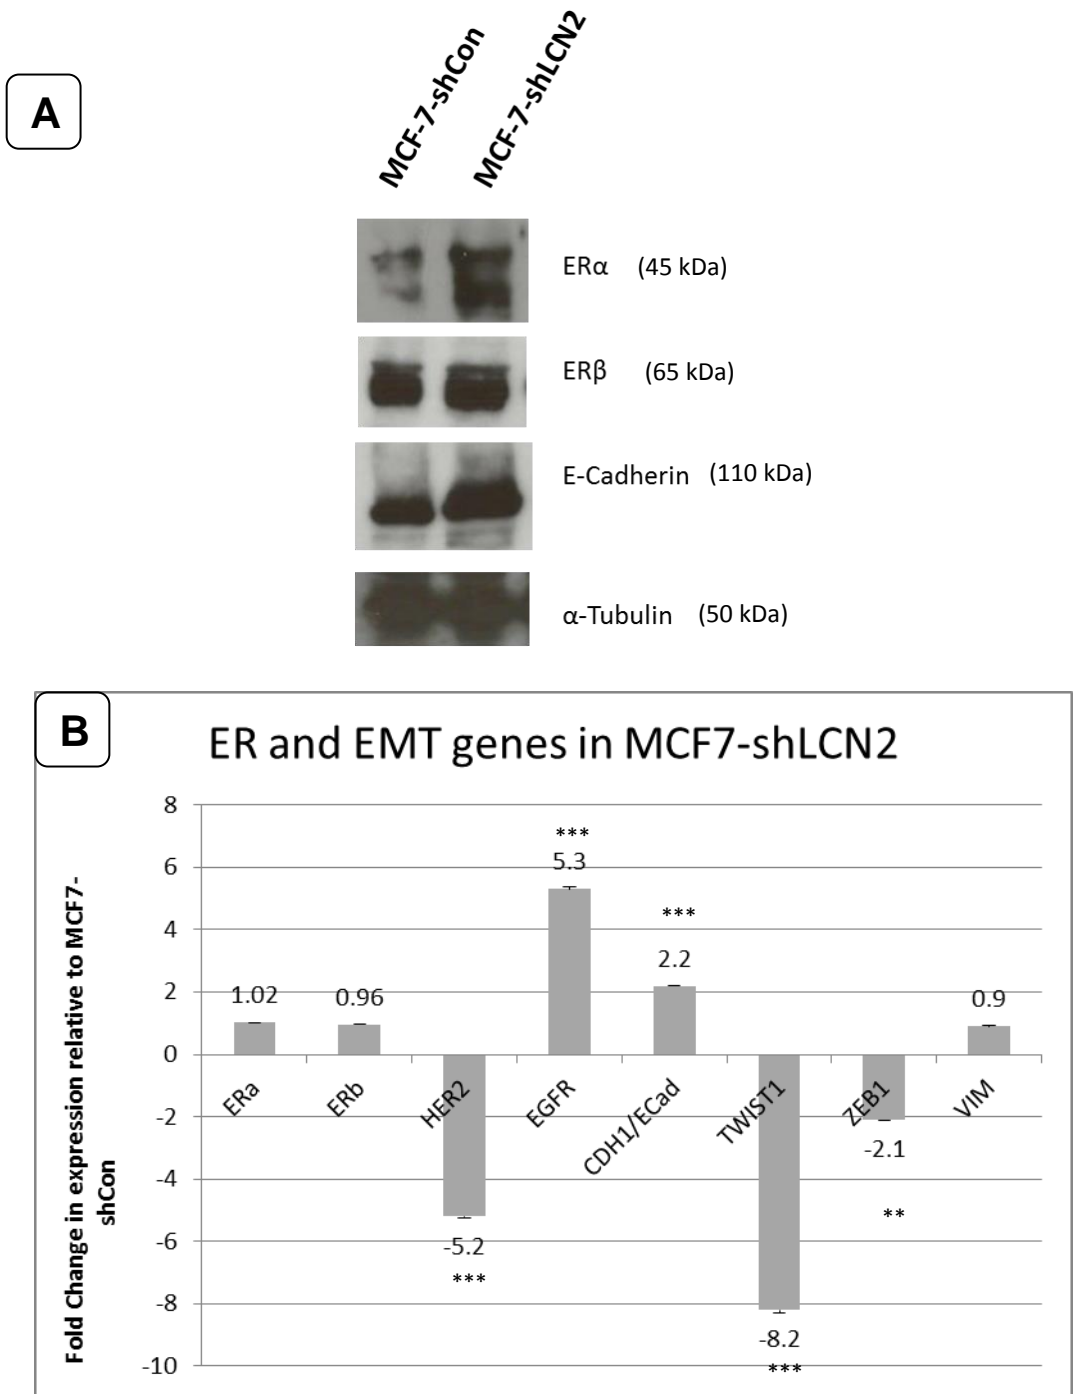 A
MCF-7-shCon
MCF-7-shLCN2
ERα (45 kDa)
ERβ (65 kDa)
E-Cadherin (110 kDa)
α-Tubulin (50 kDa)
B
ER and EMT genes in MCF7-shLCN2
Fold Change in expression relative to MCF7-
shCon
8
6
4
2
0
-2
-4
-6
-8
-10
1.02
0.96
-5.2
***
***
5.3
***
2.2
-8.2
***
-2.1
**
0.9
ERa
ERb
HER2
EGFR
CDH1/ECad
TWIST1
ZEB1
VIM